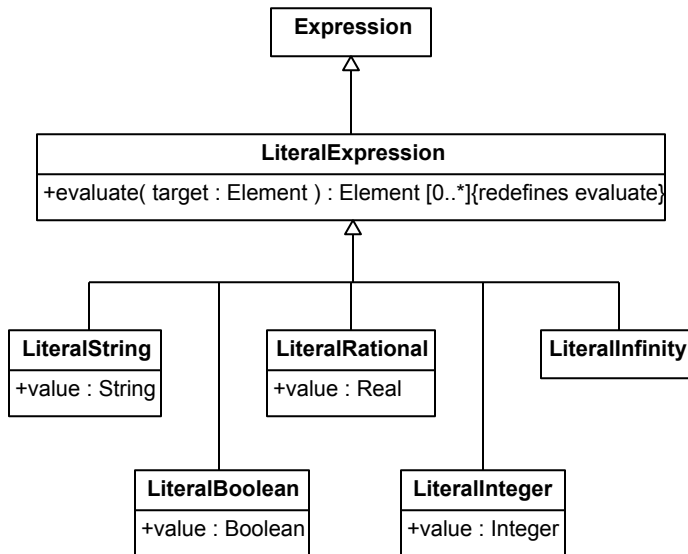 Expression
LiteralExpression
+evaluate( target : Element ) : Element [0..*]{redefines evaluate}
LiteralString
+value : String
LiteralRational
+value : Real
LiteralInfinity
LiteralBoolean
+value : Boolean
LiteralInteger
+value : Integer